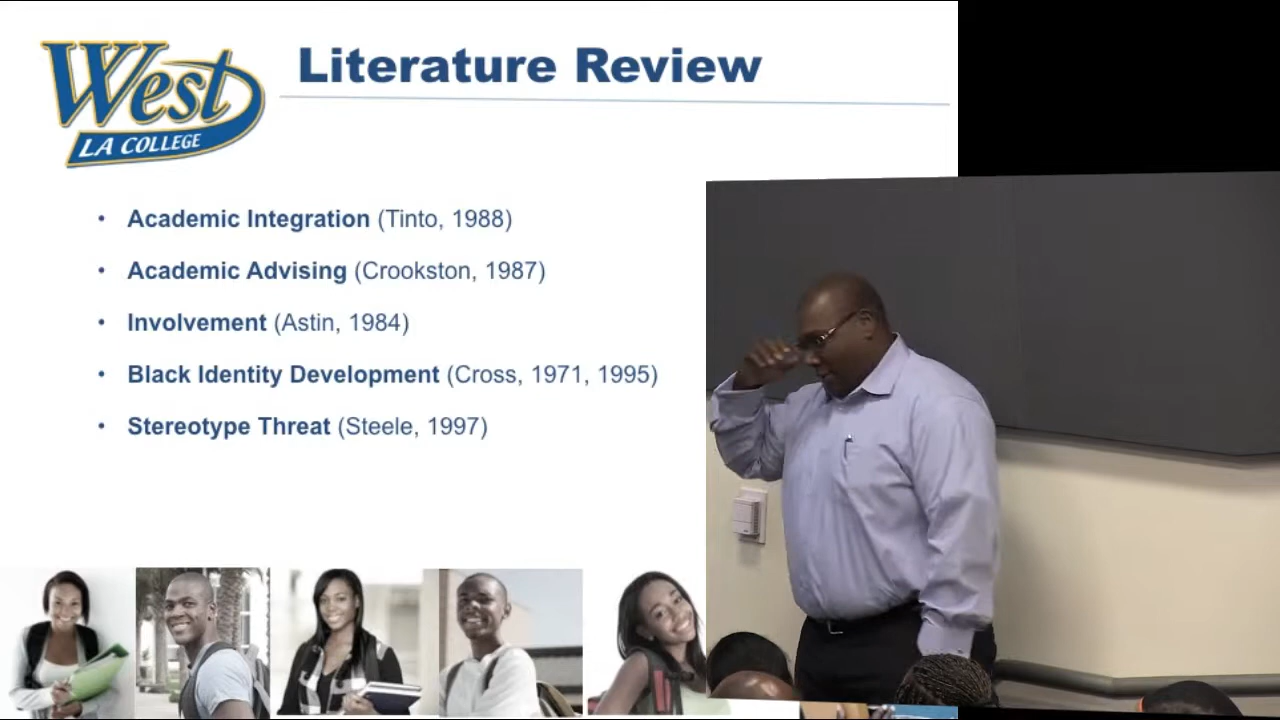 West
LA COLLEGE
Literature Review
• Academic Integration (Tinto, 1988)
• Academic Advising (Crookston, 1987)
• Involvement (Astin, 1984)
• Black Identity Development (Cross, 1971, 1995)
• Stereotype Threat (Steele, 1997)